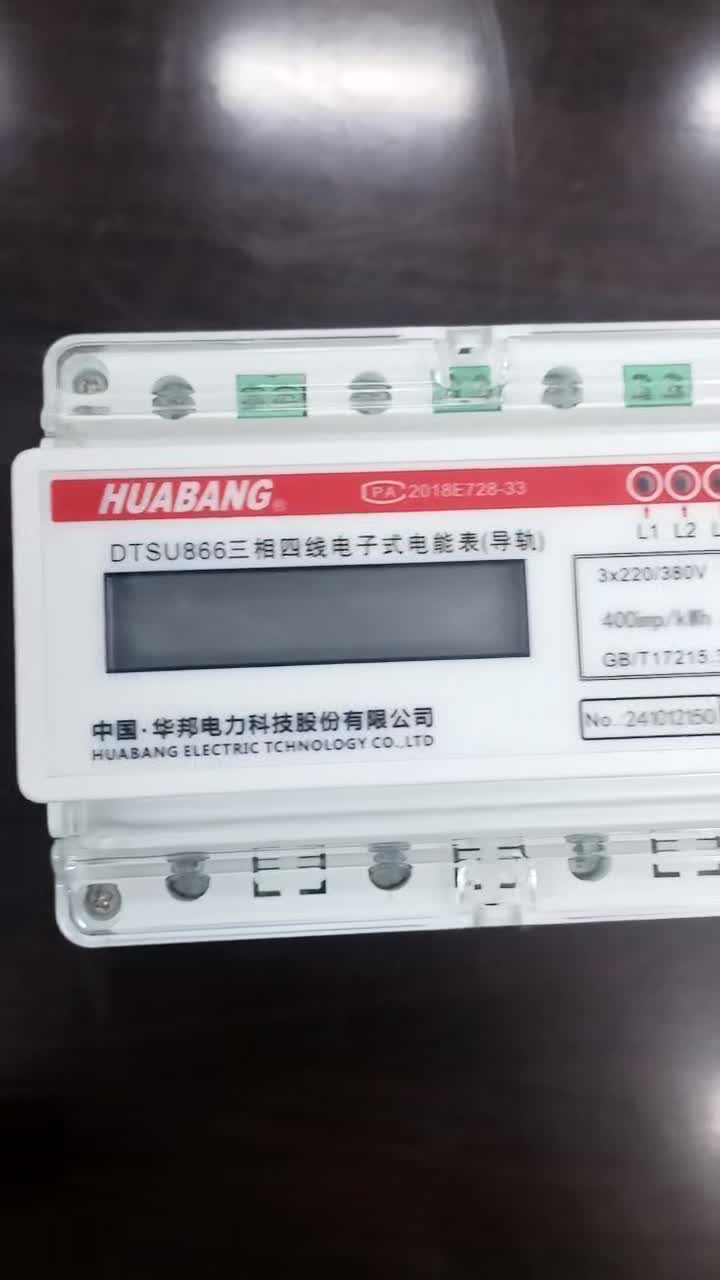 HUABANG®
PA 2018E728-33
L1 L2 L
DTSU866三相四线电子式电能表(导轨)
3x220/380V
400imp/kWh
GB/T17215.
No.:241012150
中国·华邦电力科技股份有限公司
HUABANG ELECTRIC TCHNOLOGY CO.,LTD